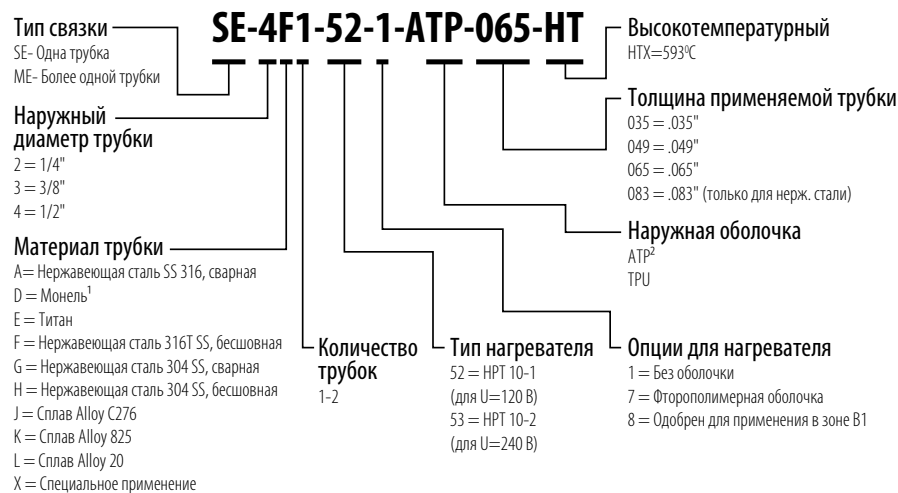 SE-4F1-52-1-ATP-065-HT
Тип связки
SE- Одна трубка
ME- Более одной трубки
Наружный
диаметр трубки
2 = 1/4"
3 = 3/8"
4 = 1/2"
Материал трубки
A= Нержавеющая сталь SS 316, сварная
D = Монель¹
E = Титан
F = Нержавеющая сталь 316T SS, бесшовная
G = Нержавеющая сталь 304 SS, сварная
H = Нержавеющая сталь 304 SS, бесшовная
J = Сплав Alloy C276
K = Сплав Alloy 825
L = Сплав Alloy 20
X = Специальное применение
Количество
трубок
1-2
Тип нагревателя
52 = HPT 10-1
(для U=120 В)
53 = HPT 10-2
(для U=240 В)
Высокотемпературный
HTX=593⁰C
Толщина применяемой трубки
035 = .035"
049 = .049"
065 = .065"
083 = .083" (только для нерж. стали)
Наружная оболочка
ATP²
TPU
Опции для нагревателя
1 = Без оболочки
7 = Фторополимерная оболочка
8 = Одобрен для применения в зоне B1